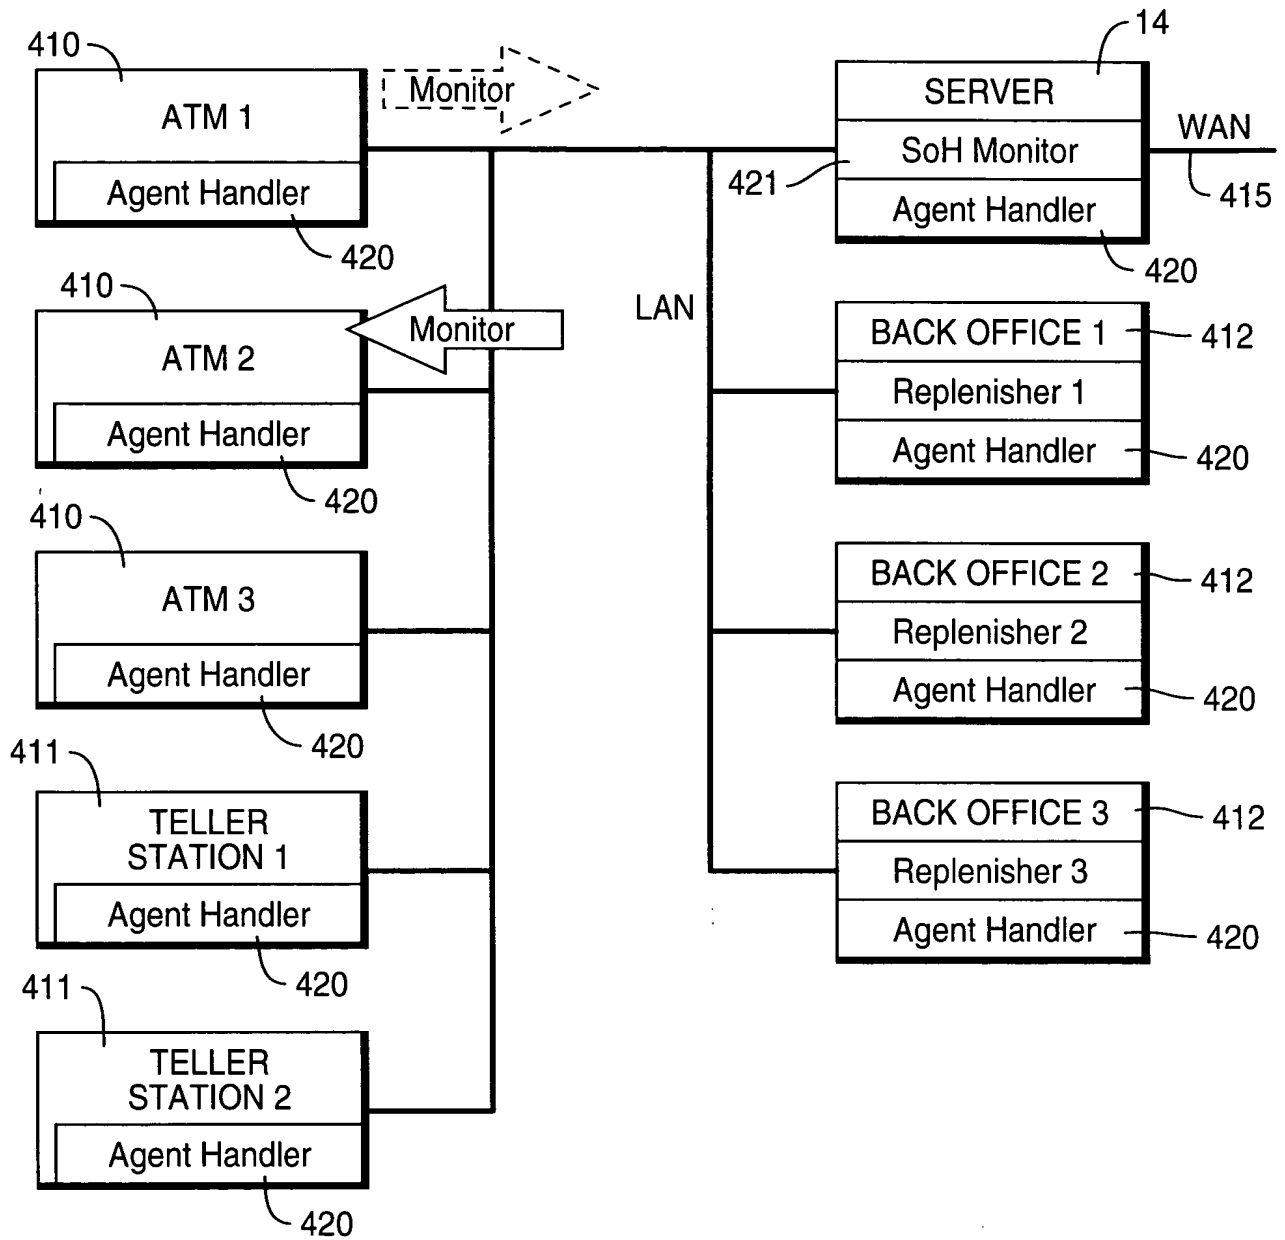 410
ATM 1
Agent Handler
420
Monitor
410
ATM 2
Agent Handler
420
Monitor
410
ATM 3
Agent Handler
420
411
TELLER
STATION 1
Agent Handler
420
411
TELLER
STATION 2
Agent Handler
420
LAN
14
SERVER
SoH Monitor
421
Agent Handler
420
WAN
415
BACK OFFICE 1
412
Replenisher 1
Agent Handler
420
BACK OFFICE 2
412
Replenisher 2
Agent Handler
420
BACK OFFICE 3
412
Replenisher 3
Agent Handler
420